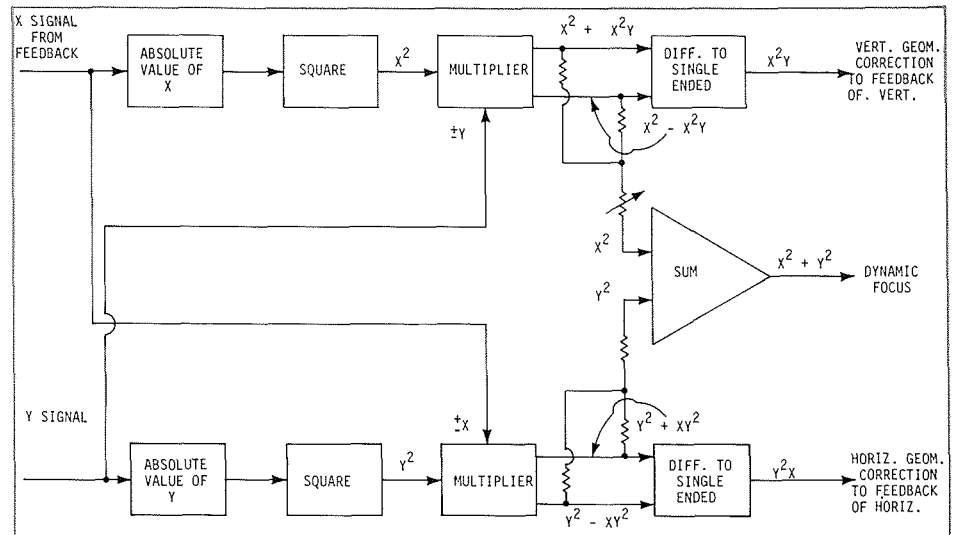 X SIGNAL
FROM
FEEDBACK
ABSOLUTE
VALUE OF
X
SQUARE
X²
MULTIPLIER
±Y
X² + X²Y
X² - X²Y
DIFF. TO
SINGLE
ENDED
X²Y
VERT. GEOM.
CORRECTION
TO FEEDBACK
OF. VERT.
X²
Y²
SUM
X² + Y²
DYNAMIC
FOCUS
Y SIGNAL
ABSOLUTE
VALUE OF
Y
SQUARE
Y²
MULTIPLIER
±X
Y² + XY²
Y² - XY²
DIFF. TO
SINGLE
ENDED
Y²X
HORIZ. GEOM.
CORRECTION
TO FEEDBACK
OF HORIZ.